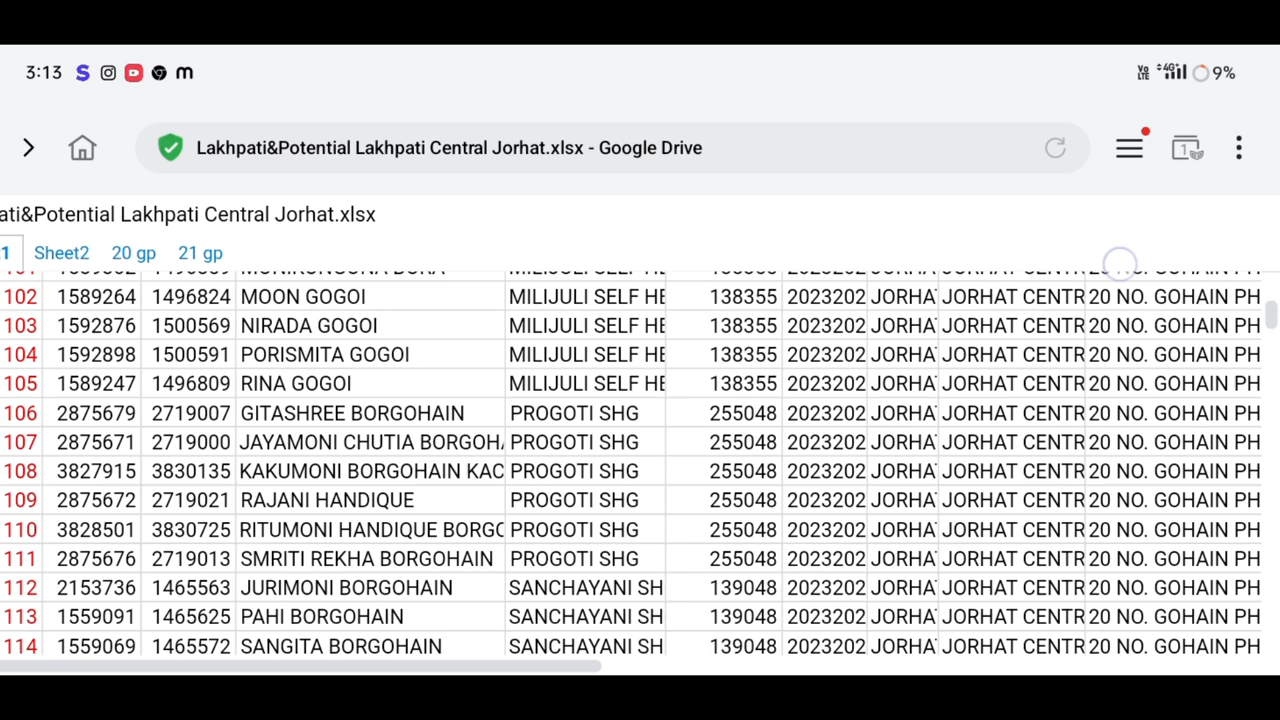 3:13 S m Vo LTE 4G+ 9%
Lakhpati&Potential Lakhpati Central Jorhat.xlsx - Google Drive 1
ati&Potential Lakhpati Central Jorhat.xlsx
1 Sheet2 20 gp 21 gp
102 1589264 1496824 MOON GOGOI MILIJULI SELF HE 138355 2023202 JORHA JORHAT CENTR 20 NO. GOHAIN PH
103 1592876 1500569 NIRADA GOGOI MILIJULI SELF HE 138355 2023202 JORHA JORHAT CENTR 20 NO. GOHAIN PH
104 1592898 1500591 PORISMITA GOGOI MILIJULI SELF HE 138355 2023202 JORHA JORHAT CENTR 20 NO. GOHAIN PH
105 1589247 1496809 RINA GOGOI MILIJULI SELF HE 138355 2023202 JORHA JORHAT CENTR 20 NO. GOHAIN PH
106 2875679 2719007 GITASHREE BORGOHAIN PROGOTI SHG 255048 2023202 JORHA JORHAT CENTR 20 NO. GOHAIN PH
107 2875671 2719000 JAYAMONI CHUTIA BORGOHA PROGOTI SHG 255048 2023202 JORHA JORHAT CENTR 20 NO. GOHAIN PH
108 3827915 3830135 KAKUMONI BORGOHAIN KAC PROGOTI SHG 255048 2023202 JORHA JORHAT CENTR 20 NO. GOHAIN PH
109 2875672 2719021 RAJANI HANDIQUE PROGOTI SHG 255048 2023202 JORHA JORHAT CENTR 20 NO. GOHAIN PH
110 3828501 3830725 RITUMONI HANDIQUE BORGO PROGOTI SHG 255048 2023202 JORHA JORHAT CENTR 20 NO. GOHAIN PH
111 2875676 2719013 SMRITI REKHA BORGOHAIN PROGOTI SHG 255048 2023202 JORHA JORHAT CENTR 20 NO. GOHAIN PH
112 2153736 1465563 JURIMONI BORGOHAIN SANCHAYANI SH 139048 2023202 JORHA JORHAT CENTR 20 NO. GOHAIN PH
113 1559091 1465625 PAHI BORGOHAIN SANCHAYANI SH 139048 2023202 JORHA JORHAT CENTR 20 NO. GOHAIN PH
114 1559069 1465572 SANGITA BORGOHAIN SANCHAYANI SH 139048 2023202 JORHA JORHAT CENTR 20 NO. GOHAIN PH